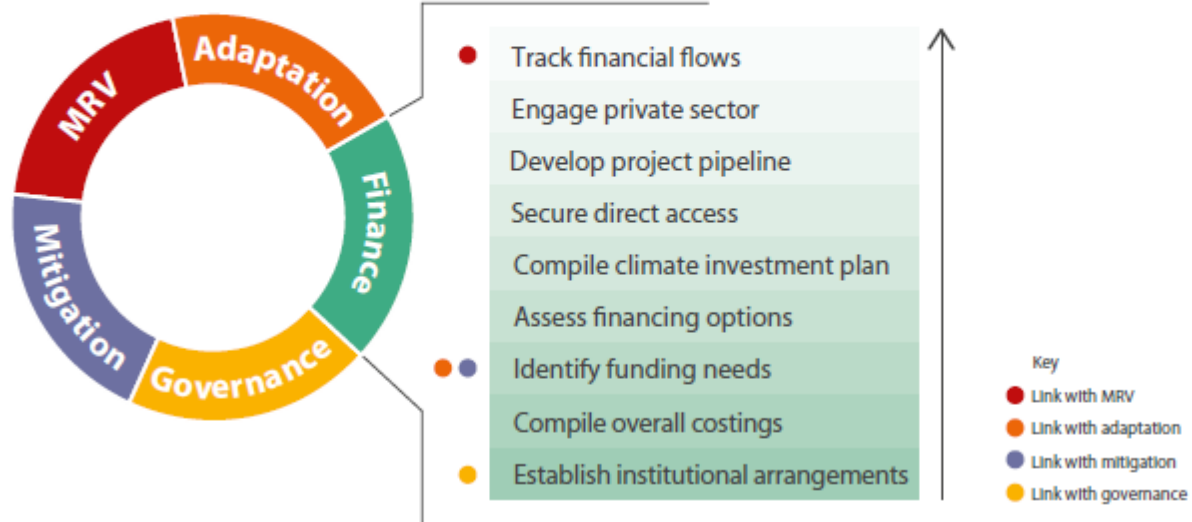 MRV
Adaptation
Finance
Governance
Mitigation
Track financial flows
Engage private sector
Develop project pipeline
Secure direct access
Compile climate investment plan
Assess financing options
Identify funding needs
Compile overall costings
Establish institutional arrangements
Key
Link with MRV
Link with adaptation
Link with mitigation
Link with governance